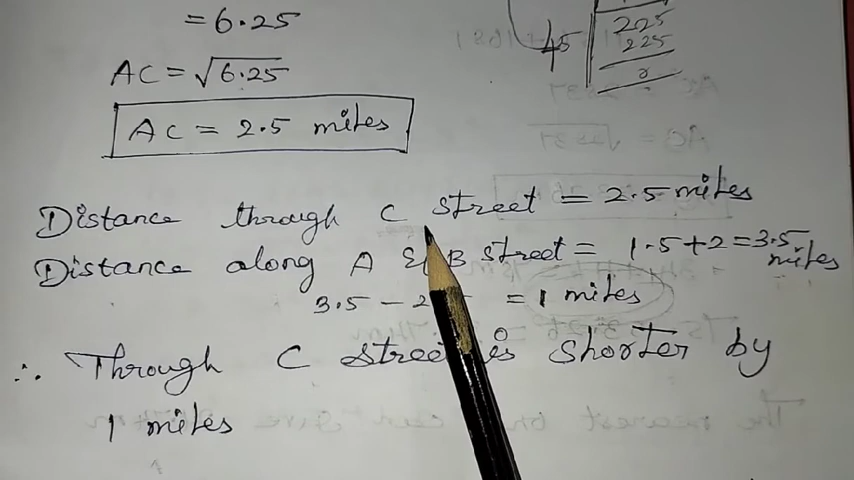 = 6.25
AC = √6.25
AC = 2.5 miles
45
225
225
Distance through C street = 2.5 miles
Distance along A & B street = 1.5+2=3.5 miles
3.5 - 2 = 1 miles
∴ Through C street is shorter by
1 miles